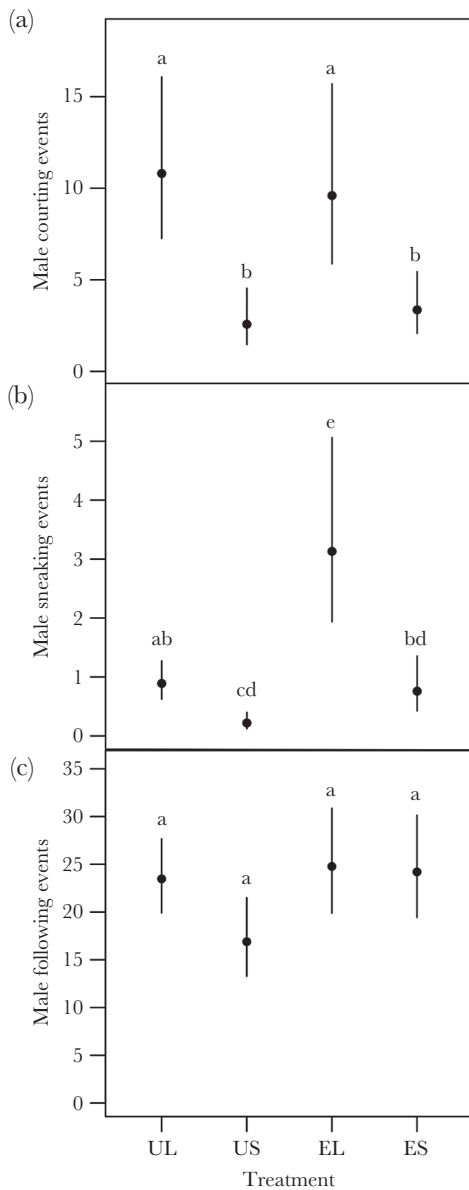 (a)
Male courting events
15
10
5
0
a
b
a
b
(b)
Male sneaking events
5
4
3
2
1
0
ab
cd
e
bd
(c)
Male following events
35
30
25
20
15
10
5
0
a
a
a
a
UL US EL ES
Treatment